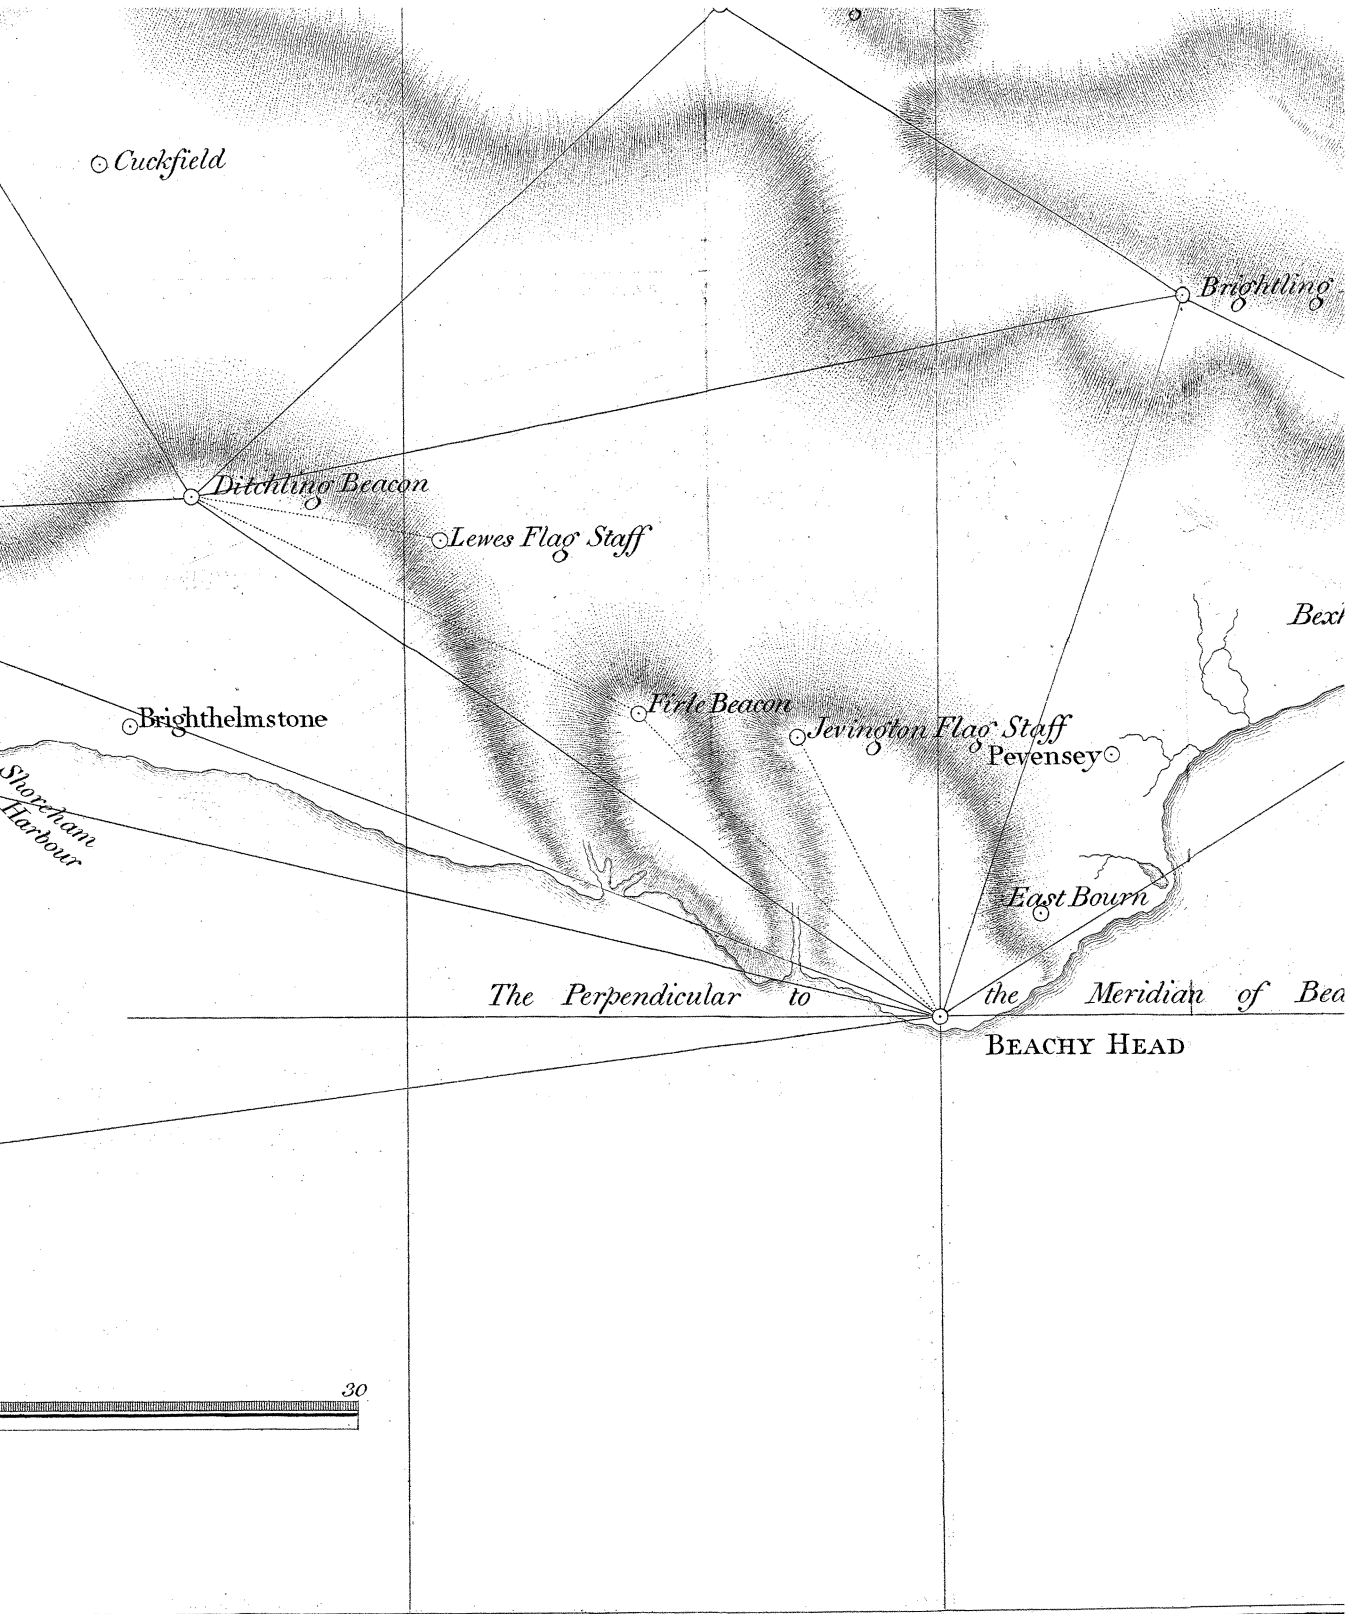 Cuckfield
Brightling
Ditchling Beacon
Lewes Flag Staff
Firle Beacon
Brighthelmstone
Jevington Flag Staff
Pevensey
Shoreham
Harbour
East Bourn
The Perpendicular to the Meridian of Bea
BEACHY HEAD
30